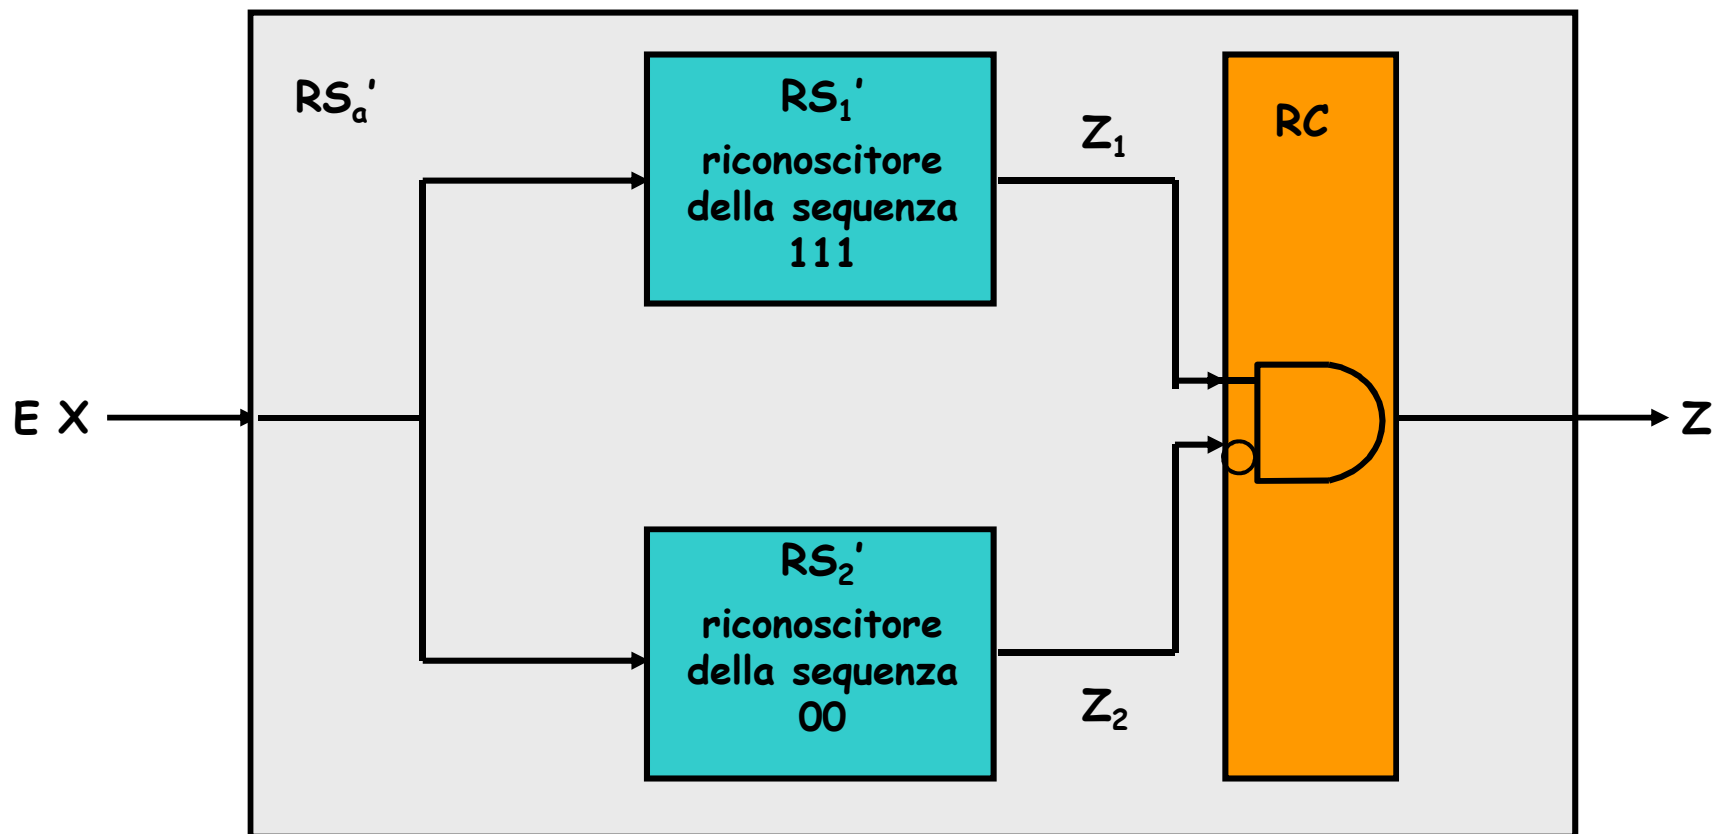 RSₐ'
RS₁'
riconoscitore
della sequenza
111
Z₁
RC
E X
Z
RS₂'
riconoscitore
della sequenza
00
Z₂